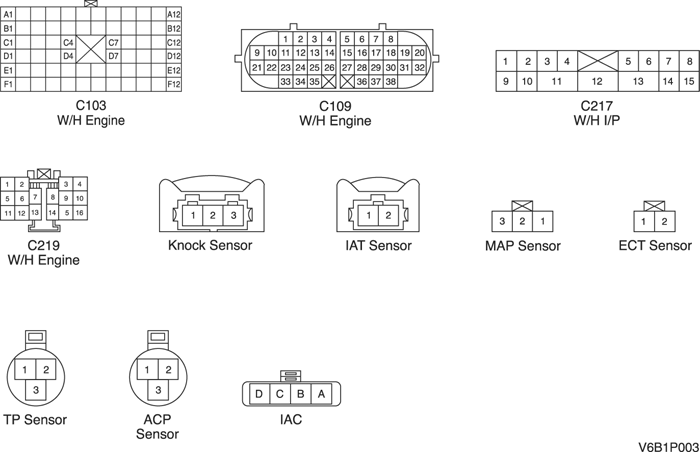 A1 A12
B1 B12
C1 C4 C7 C12
D1 D4 D7 D12
E1 E12
F1 F12
C103
W/H Engine
1 2 3 4 5 6 7 8
9 10 11 12 13 14 15 16 17 18 19 20
21 22 23 24 25 26 27 28 29 30 31 32
33 34 35 36 37 38
C109
W/H Engine
1 2 3 4 5 6 7 8
9 10 11 12 13 14 15
C217
W/H I/P
1 2 3 4
6 5 7 8 9 10
11 12 13 14 5 16
C219
W/H Engine
1 2 3
Knock Sensor
1 2
IAT Sensor
3 2 1
MAP Sensor
1 2
ECT Sensor
1 2
3
TP Sensor
1 2
3
ACP
Sensor
D C B A
IAC
V6B1P003